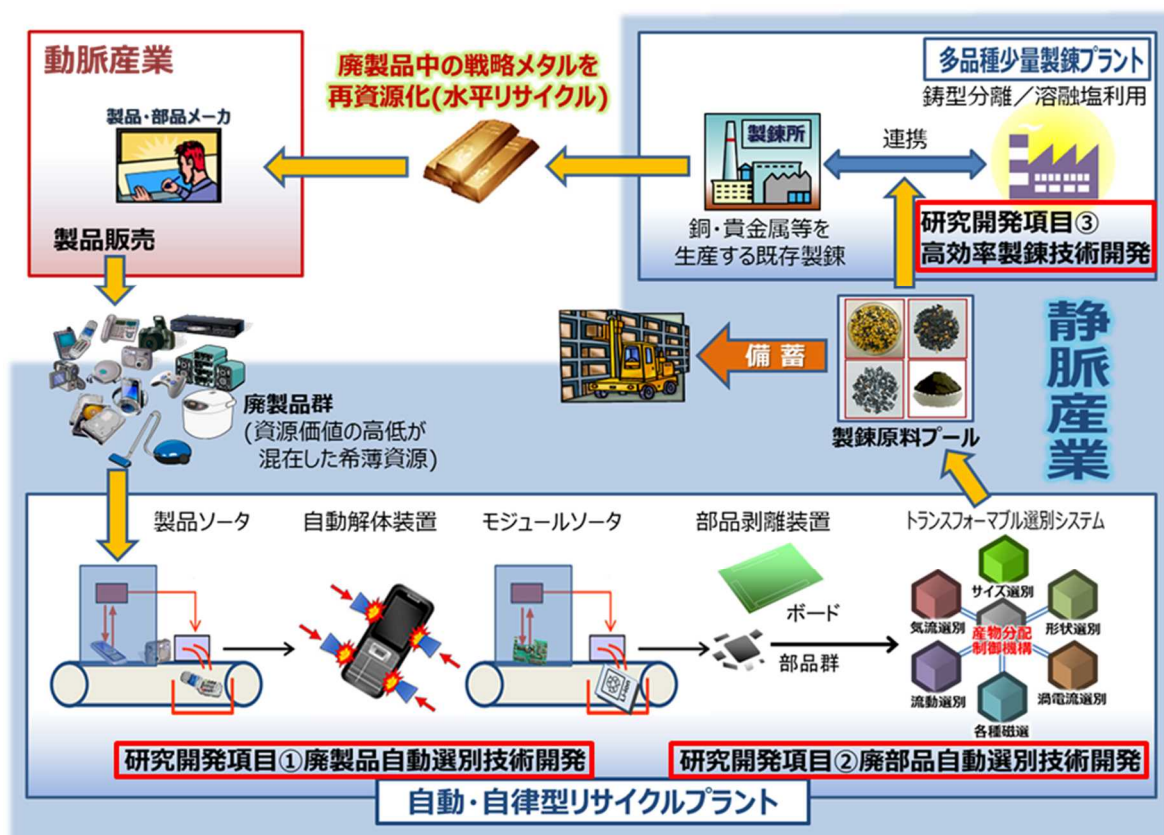 動脈産業
製品・部品メーカ
製品販売
廃製品中の戦略メタルを
再資源化(水平リサイクル)
多品種少量製錬プラント
鋳型分離／溶融塩利用
製錬所
連携
銅・貴金属等を
生産する既存製錬
研究開発項目③
高効率製錬技術開発
静脈産業
備蓄
製錬原料プール
廃製品群
(資源価値の高低が
混在した希薄資源)
製品ソータ
自動解体装置
モジュールソータ
部品剥離装置
トランスフォーマブル選別システム
ボード
部品群
Li-ion
サイズ選別
気流選別
形状選別
産物分配
制御機構
流動選別
渦電流選別
各種磁選
研究開発項目①廃製品自動選別技術開発
研究開発項目②廃部品自動選別技術開発
自動・自律型リサイクルプラント